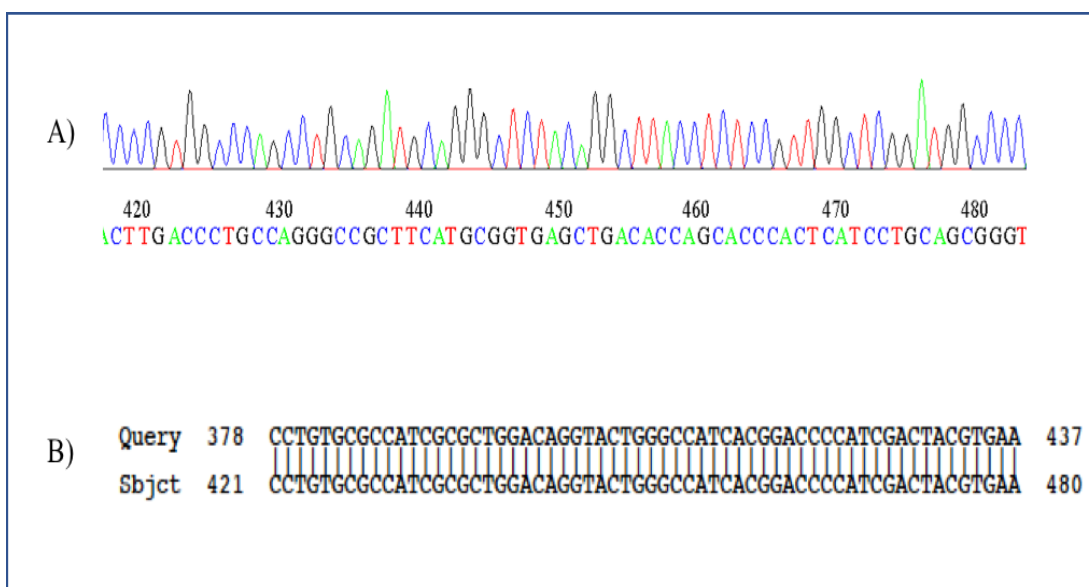 A)
420 430 440 450 460 470 480
ACTTGACCCTGCCAGGGCCGCTTCATGCGGTGAGCTGACACCAGCACCCACTCATCCTGCAGCGGGT
B)
Query 378 CCTGTGCGCCATCGCGCTGGACAGGTACTGGGCCATCACGGACCCCATCGACTACGTGAA 437
Sbjct 421 CCTGTGCGCCATCGCGCTGGACAGGTACTGGGCCATCACGGACCCCATCGACTACGTGAA 480